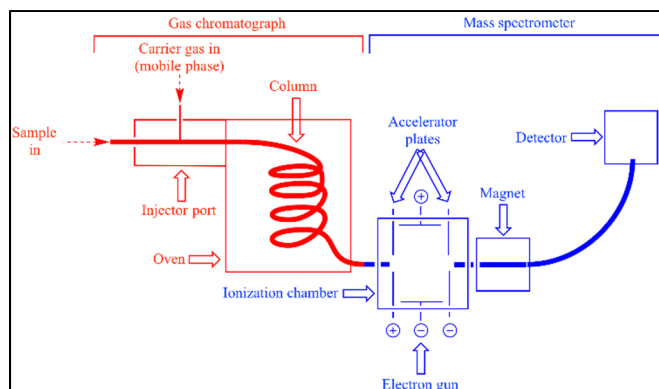 Gas chromatograph
Mass spectrometer
Carrier gas in
(mobile phase)
Column
Sample
in
Injector port
Oven
Accelerator
plates
Detector
Magnet
Ionization chamber
+
+ − −
Electron gun